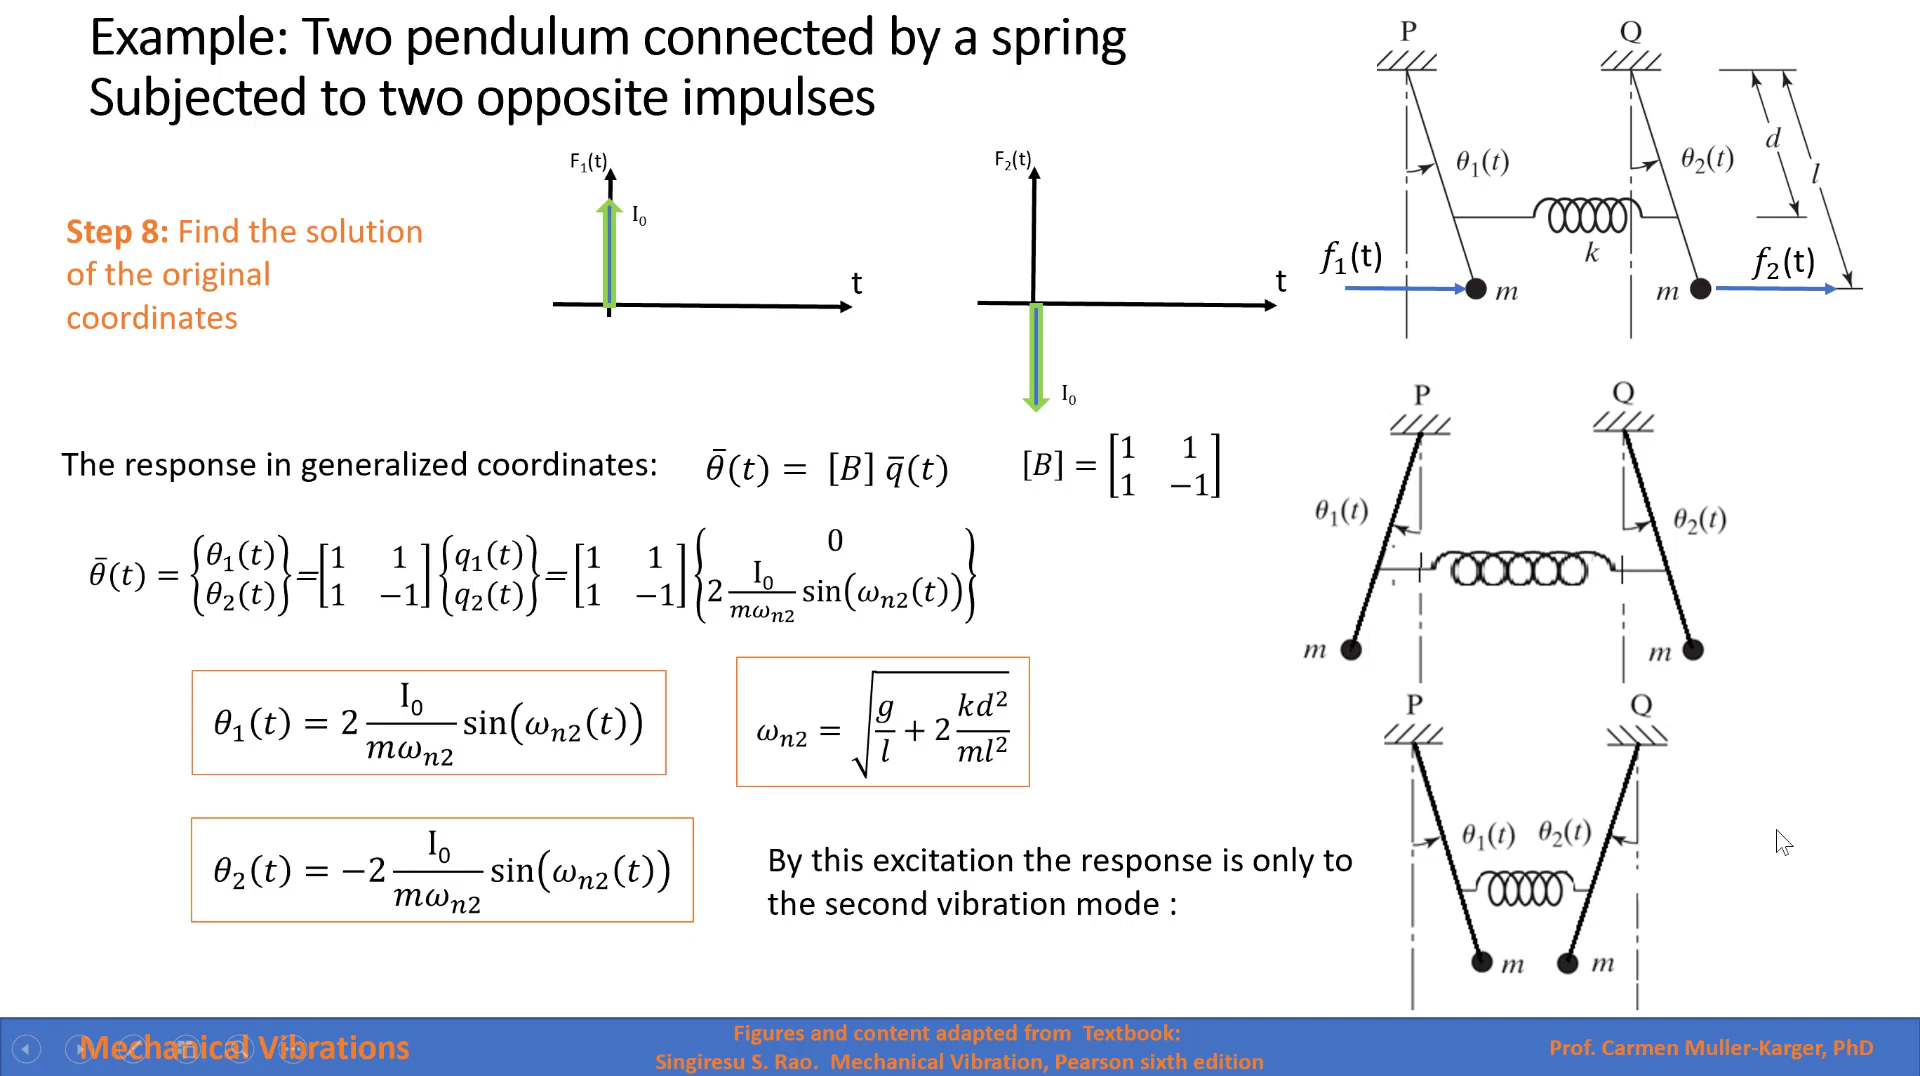 Example: Two pendulum connected by a spring
Subjected to two opposite impulses
Step 8: Find the solution
of the original
coordinates
F₁(t)
I₀
t
F₂(t)
t
I₀
P
Q
θ₁(t)
θ₂(t)
d
l
k
f₁(t)
f₂(t)
m
m
The response in generalized coordinates: θ̄(t) = [B] q̄(t) [B] = [1 1; 1 −1]
θ̄(t) = {θ₁(t); θ₂(t)} = [1 1; 1 −1] {q₁(t); q₂(t)} = [1 1; 1 −1] {0; 2 I₀/(mωₙ₂) sin(ωₙ₂(t))}
θ₁(t) = 2 I₀/(mωₙ₂) sin(ωₙ₂(t))
ωₙ₂ = √(g/l + 2 kd²/ml²)
θ₂(t) = −2 I₀/(mωₙ₂) sin(ωₙ₂(t))
By this excitation the response is only to
the second vibration mode :
P
Q
θ₁(t)
θ₂(t)
m
m
P
Q
θ₁(t) θ₂(t)
m
m
Mechanical Vibrations
Figures and content adapted from Textbook:
Singiresu S. Rao. Mechanical Vibration, Pearson sixth edition
Prof. Carmen Muller-Karger, PhD